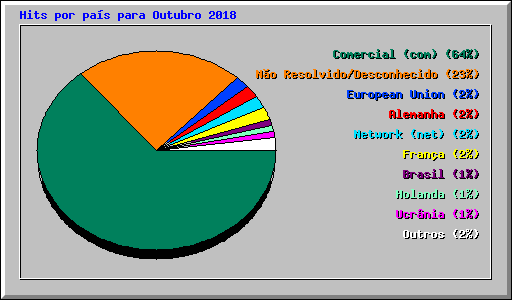 Hits por país para Outubro 2018
Comercial (com) (64%)
Não Resolvido/Desconhecido (23%)
European Union (2%)
Alemanha (2%)
Network (net) (2%)
França (2%)
Brasil (1%)
Holanda (1%)
Ucrânia (1%)
Outros (2%)